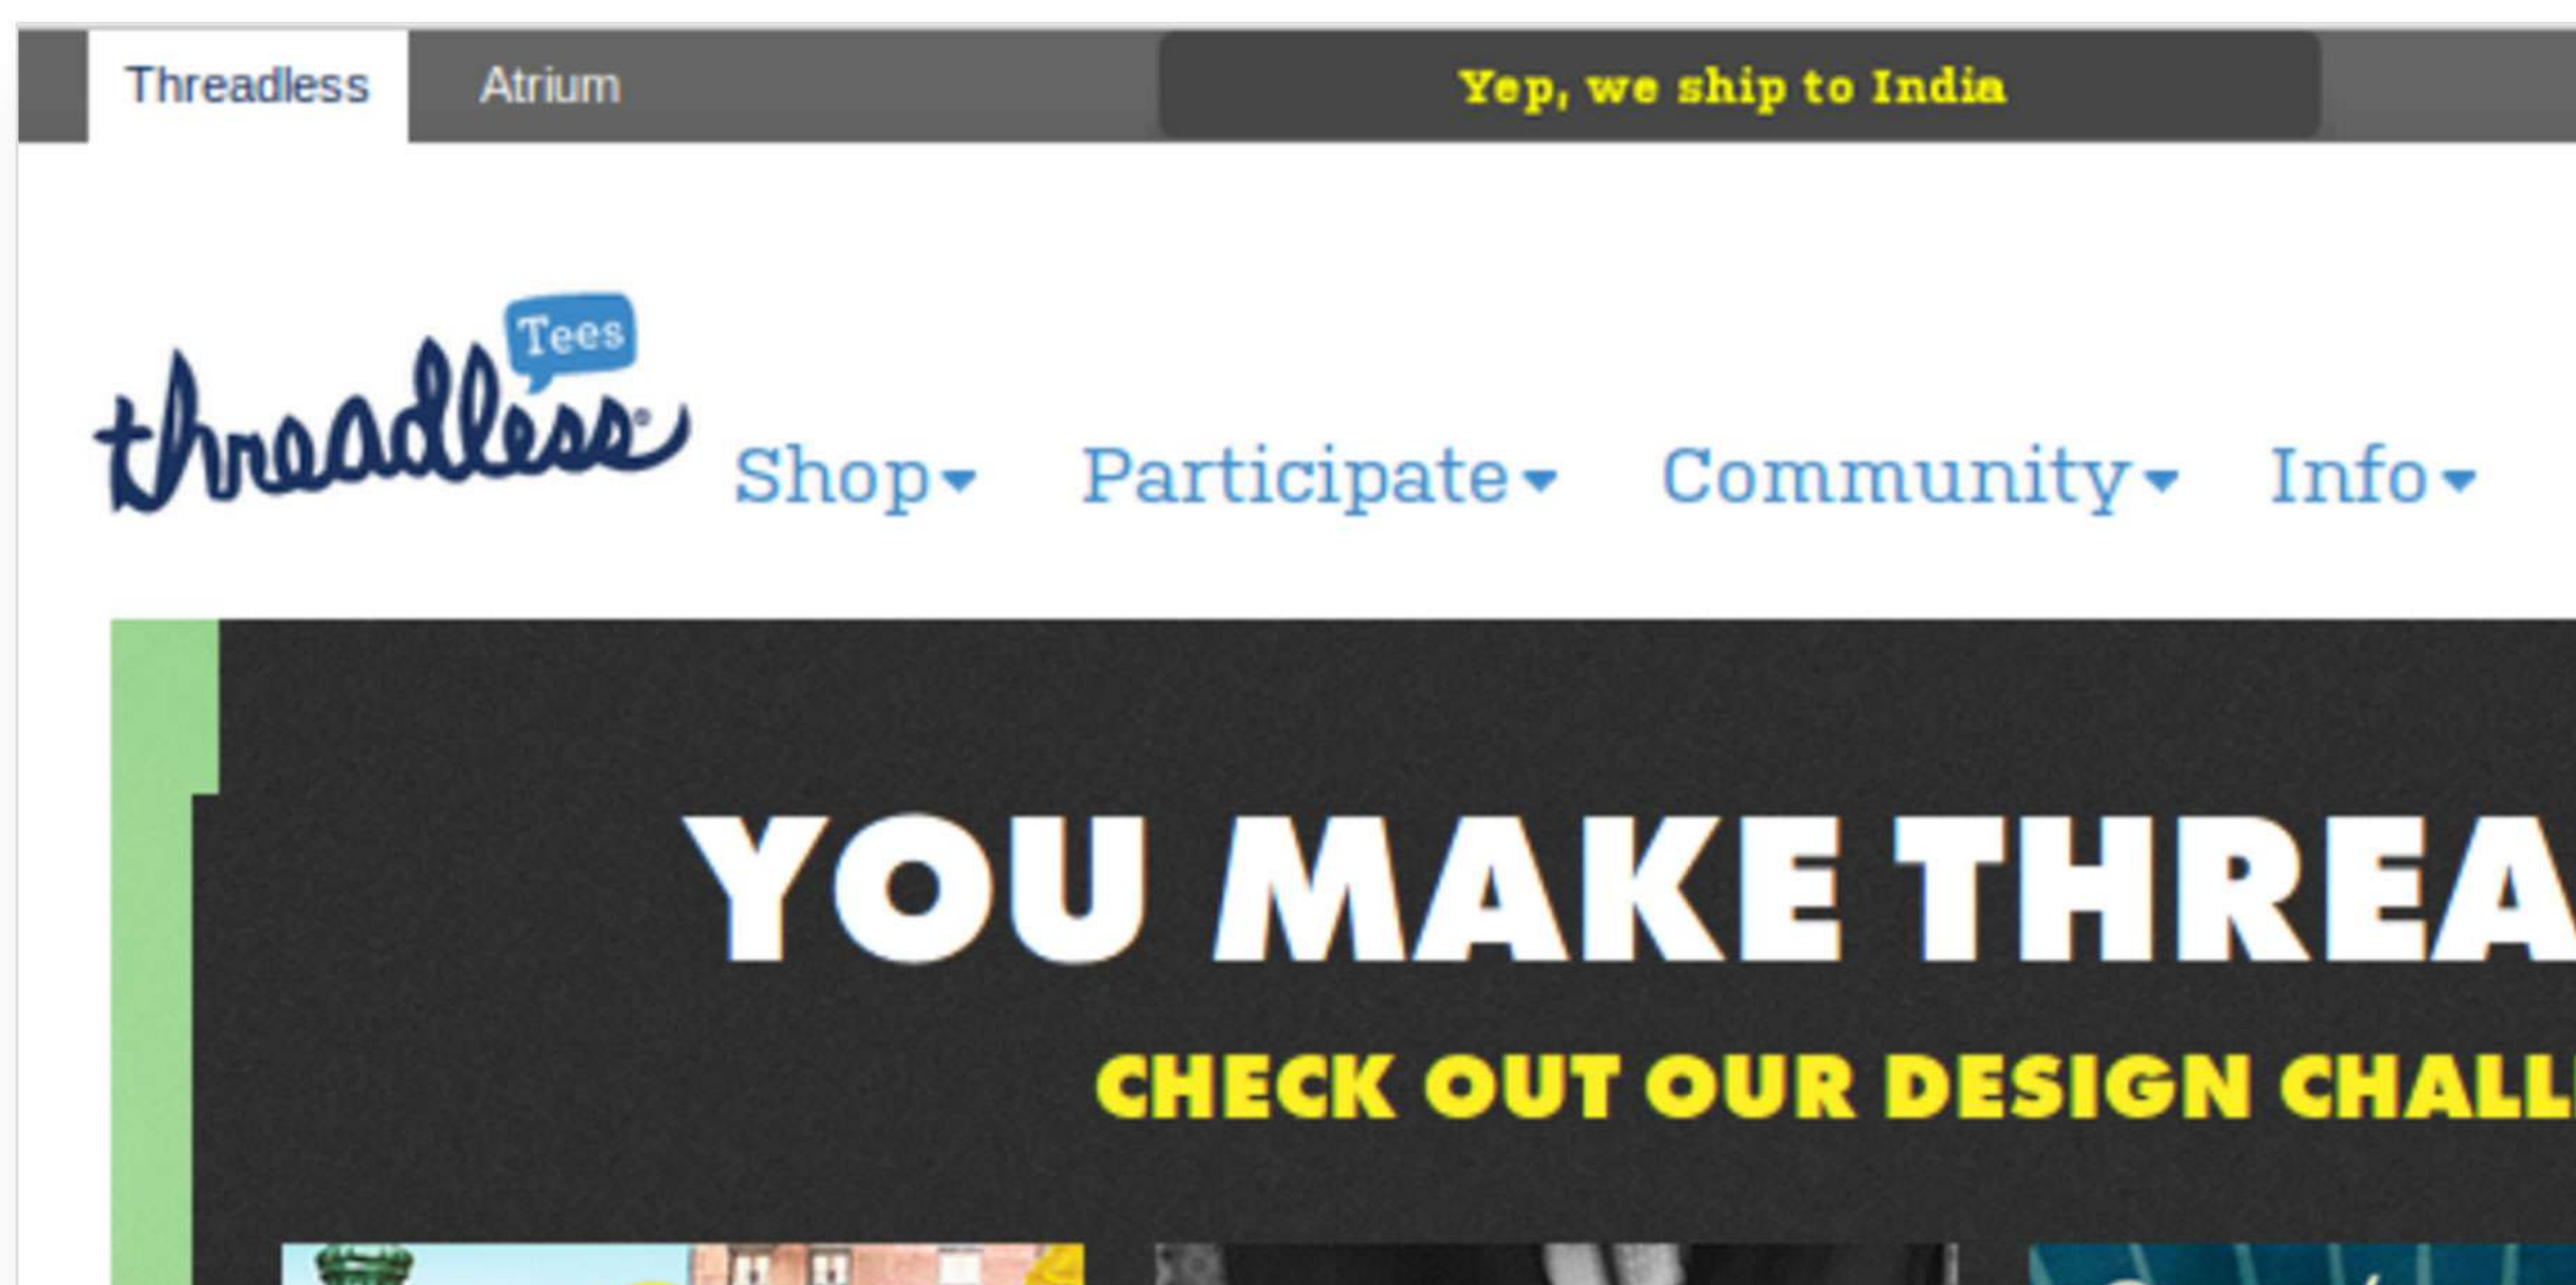 Threadless Atrium Yep, we ship to India
Tees
threadless
Shop Participate Community Info
YOU MAKE THREA
CHECK OUT OUR DESIGN CHALL